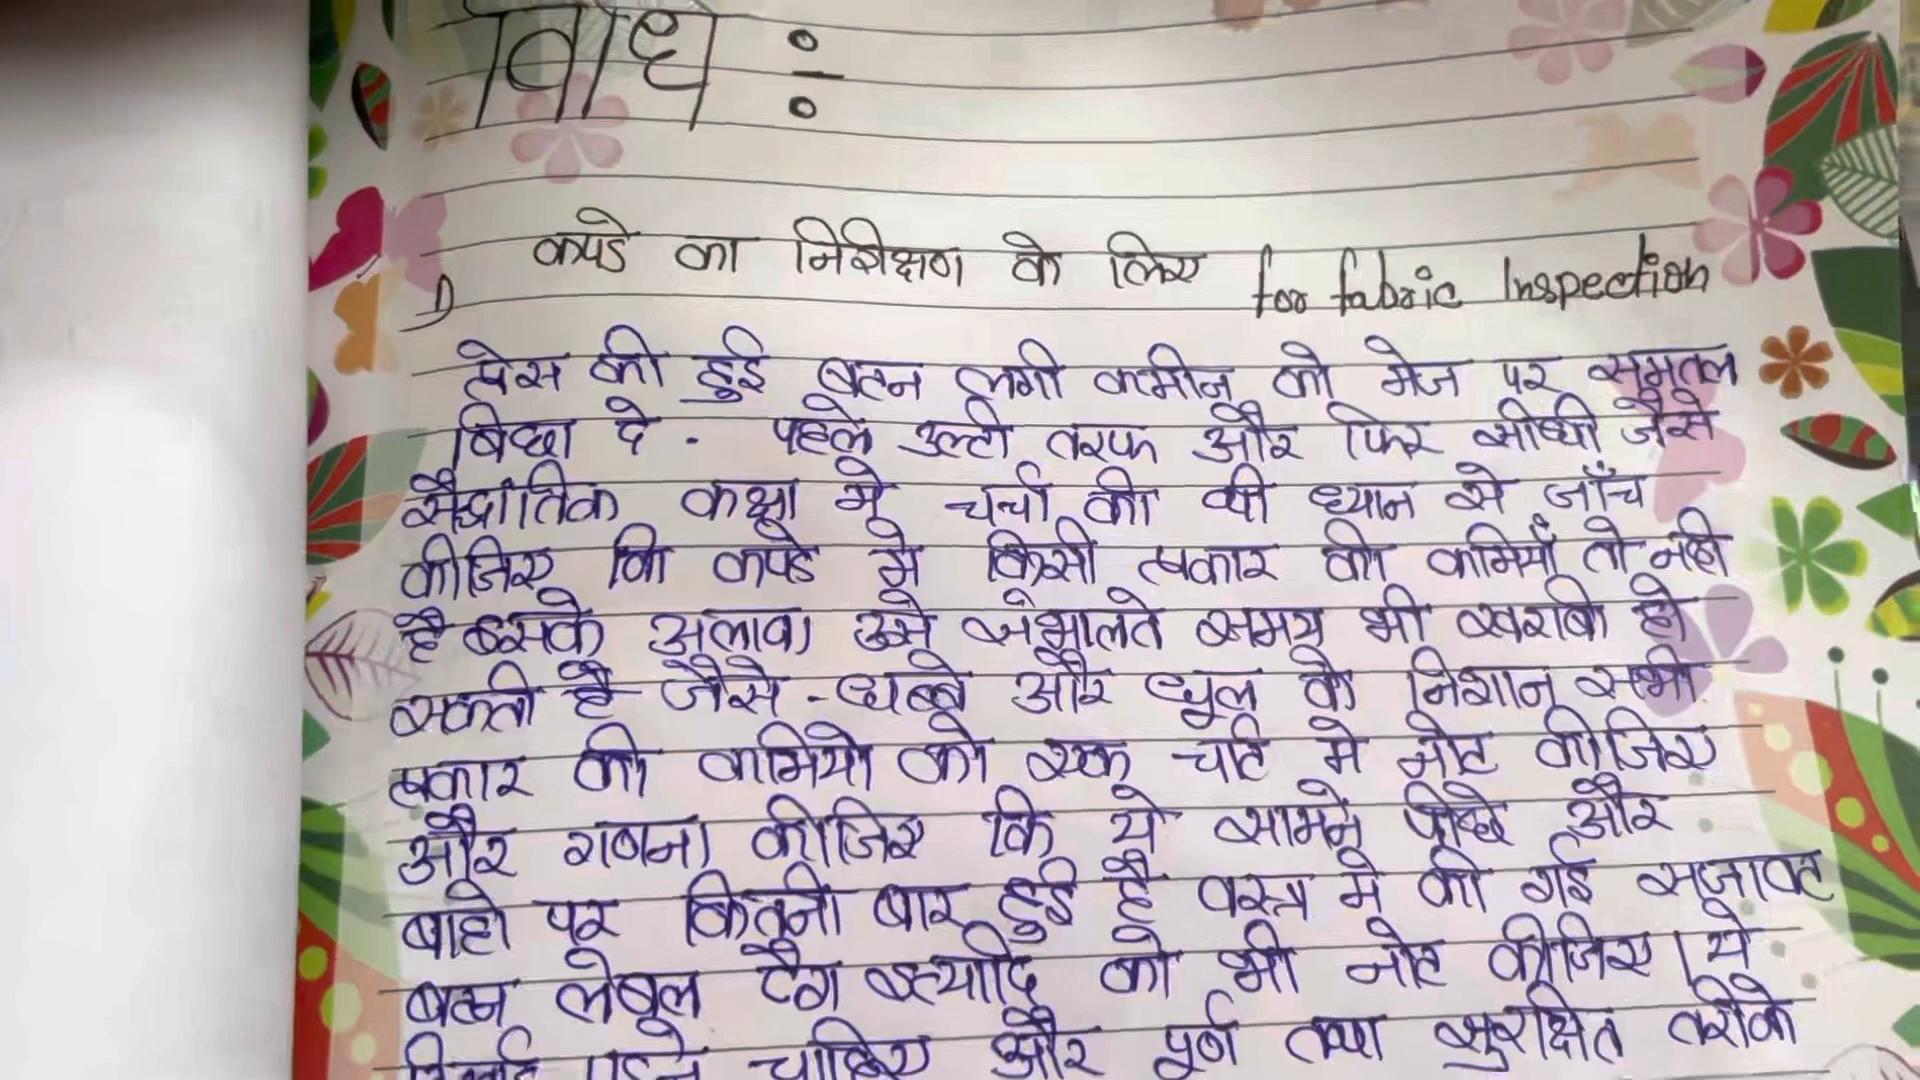 विधि :-
1) कपडे का निरीक्षण के लिए for fabric Inspection
प्रेस की हुई बटन लगी कमीज को मेज पर समतल
बिछा दे . पहले उल्टी तरफ और फिर सीधी जैसे
सैद्धांतिक कक्षा मे चर्चा की थी ध्यान से जाँच
कीजिए कि कपडे मे किसी प्रकार की कमियाँ तो नही
है इसके अलावा उसे संभालते समय भी खराबी हो
सकती है जैसे - धब्बे और धूल के निशान सभी
प्रकार की कमियो को एक चार्ट मे नोट कीजिए
और गणना कीजिए कि ये सामने पीछे और
बाहो पर कितनी बार हुई है वस्त्र मे की गई सजावट
बटन लेबल टैग इत्यादि को भी नोट कीजिए । ये
चाहिए और पूर्ण तथा सुरक्षित तरीके